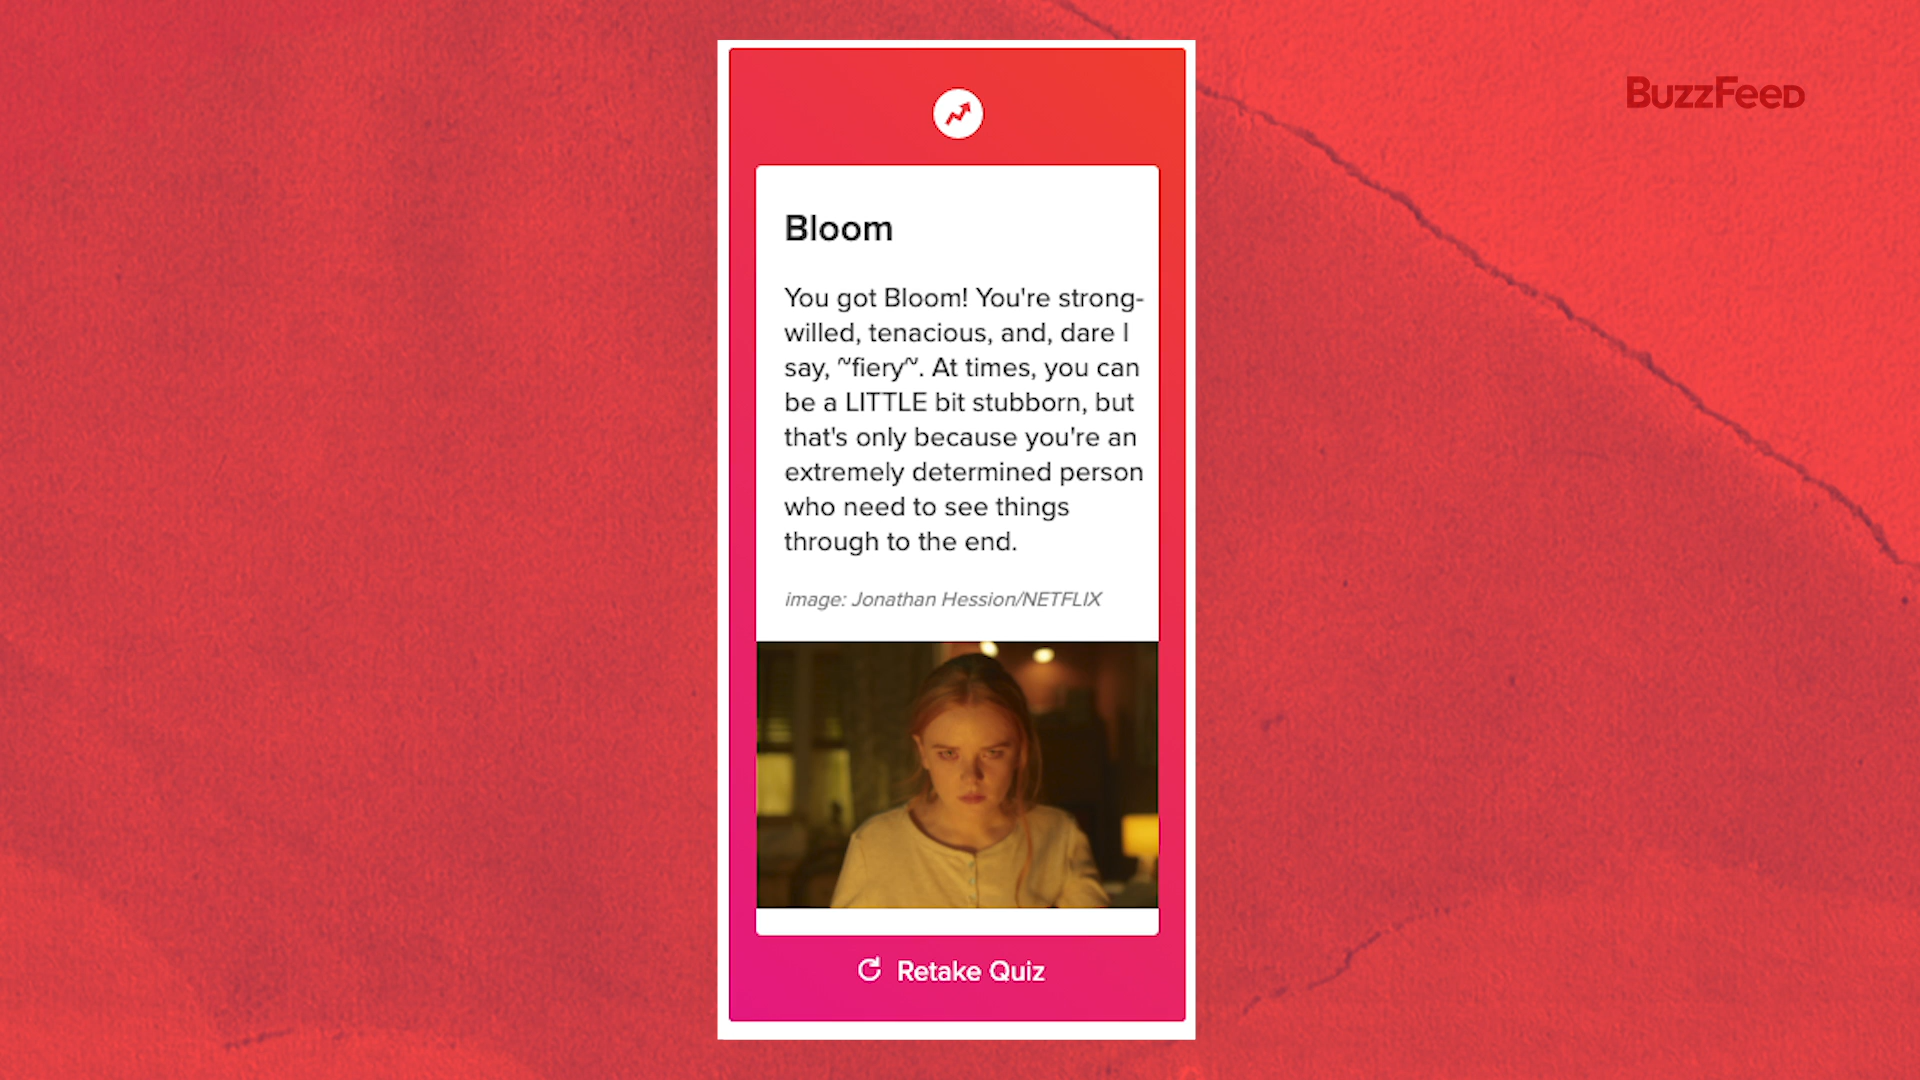 BuzzFeed
Bloom
You got Bloom! You're strong-
willed, tenacious, and, dare I
say, ~fiery~. At times, you can
be a LITTLE bit stubborn, but
that's only because you're an
extremely determined person
who need to see things
through to the end.
image: Jonathan Hession/NETFLIX
Retake Quiz